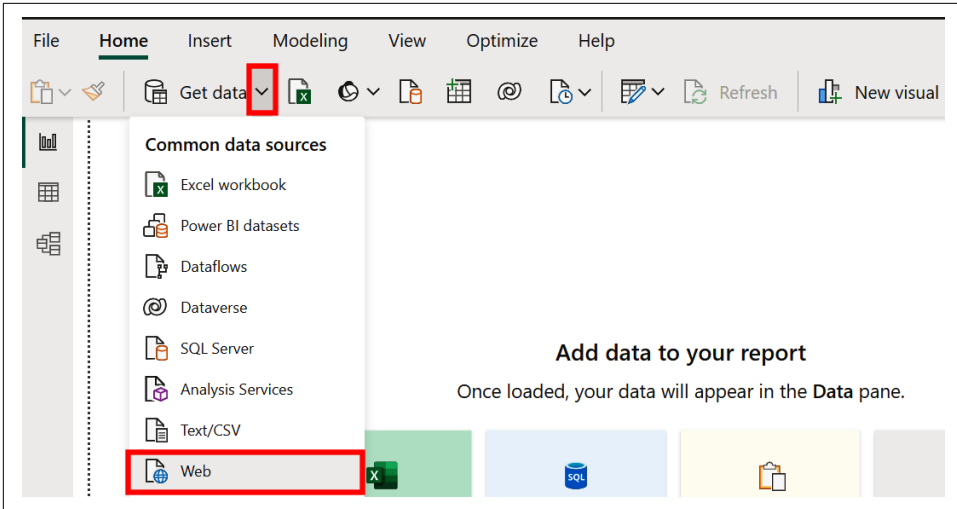 File Home Insert Modeling View Optimize Help
Get data Refresh New visual
Common data sources
Excel workbook
Power BI datasets
Dataflows
Dataverse
SQL Server
Analysis Services
Text/CSV
Web
Add data to your report
Once loaded, your data will appear in the Data pane.
X
SQL